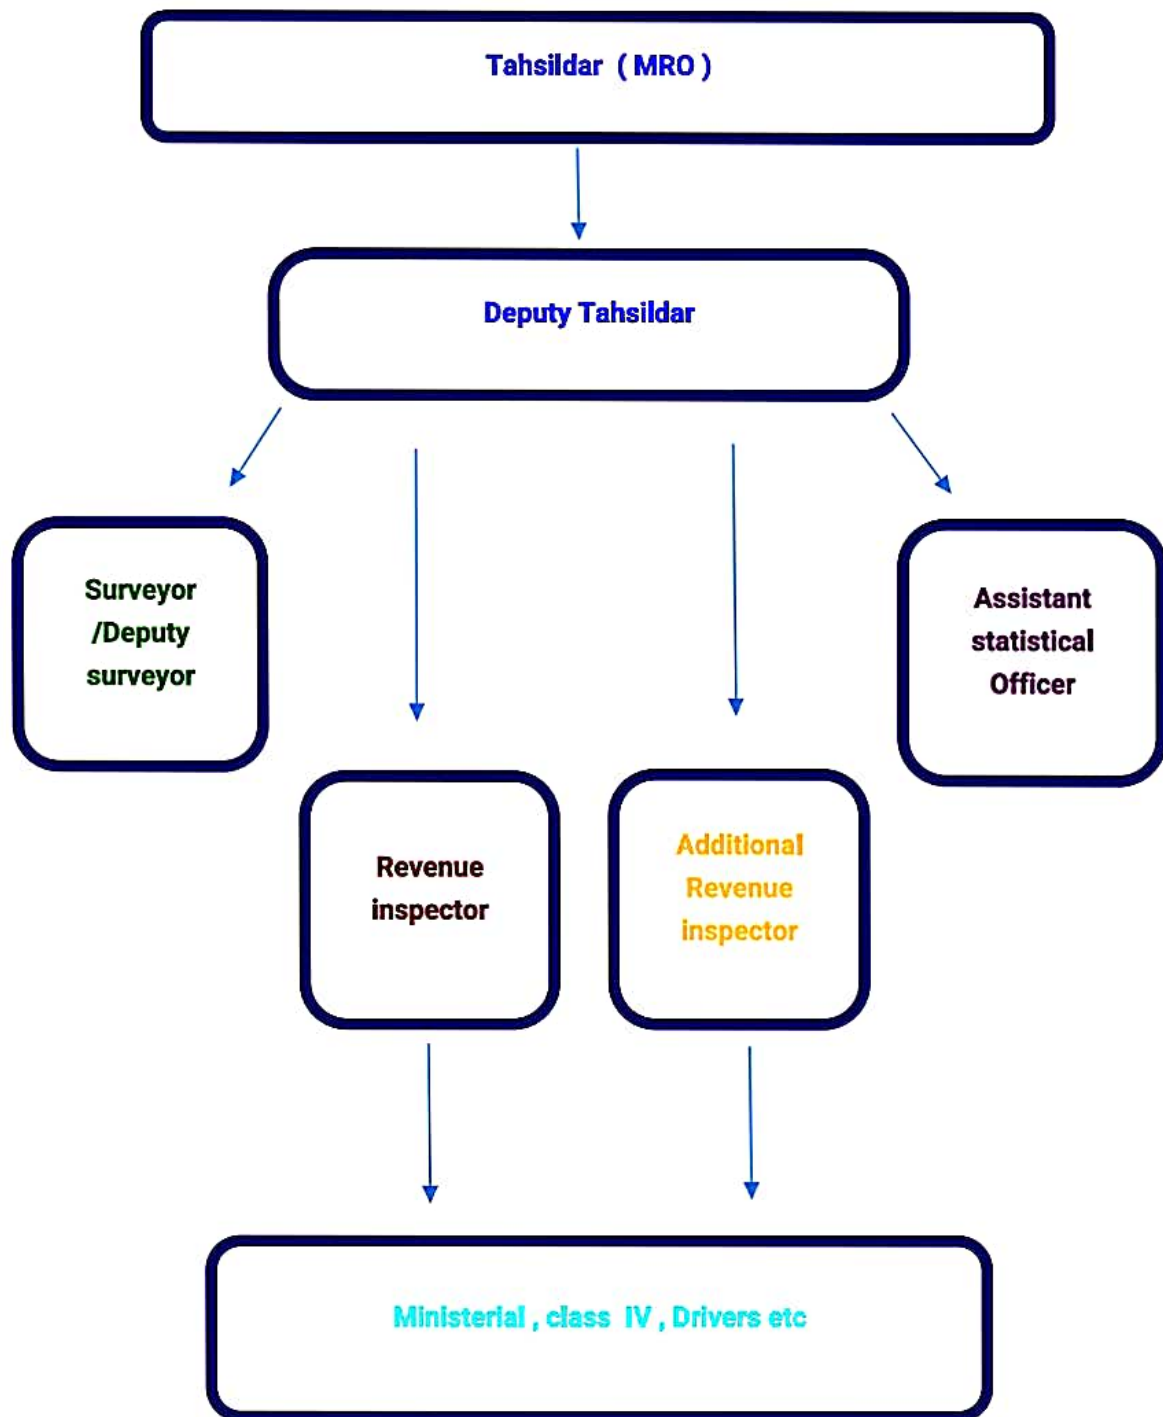 Tahsildar ( MRO )
Deputy Tahsildar
Surveyor
/Deputy
surveyor
Assistant
statistical
Officer
Revenue
inspector
Additional
Revenue
inspector
Ministerial , class IV , Drivers etc